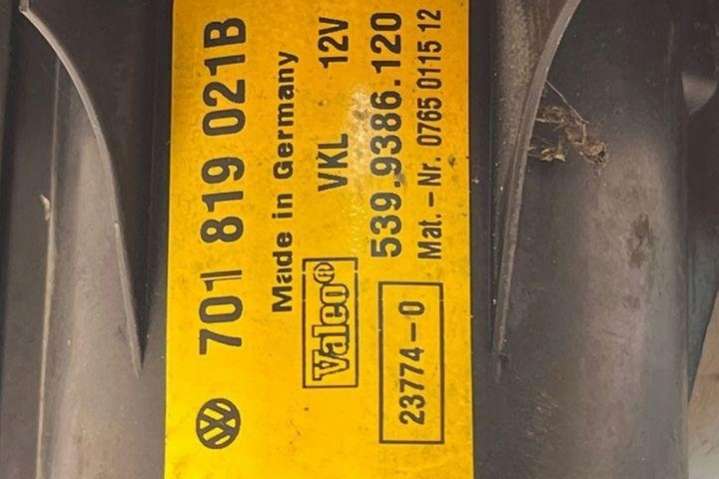 701 819 021B
Made in Germany
Valeo® VKL 12V
539.9386.120
23774-0 Mat.-Nr. 0765 0115 12